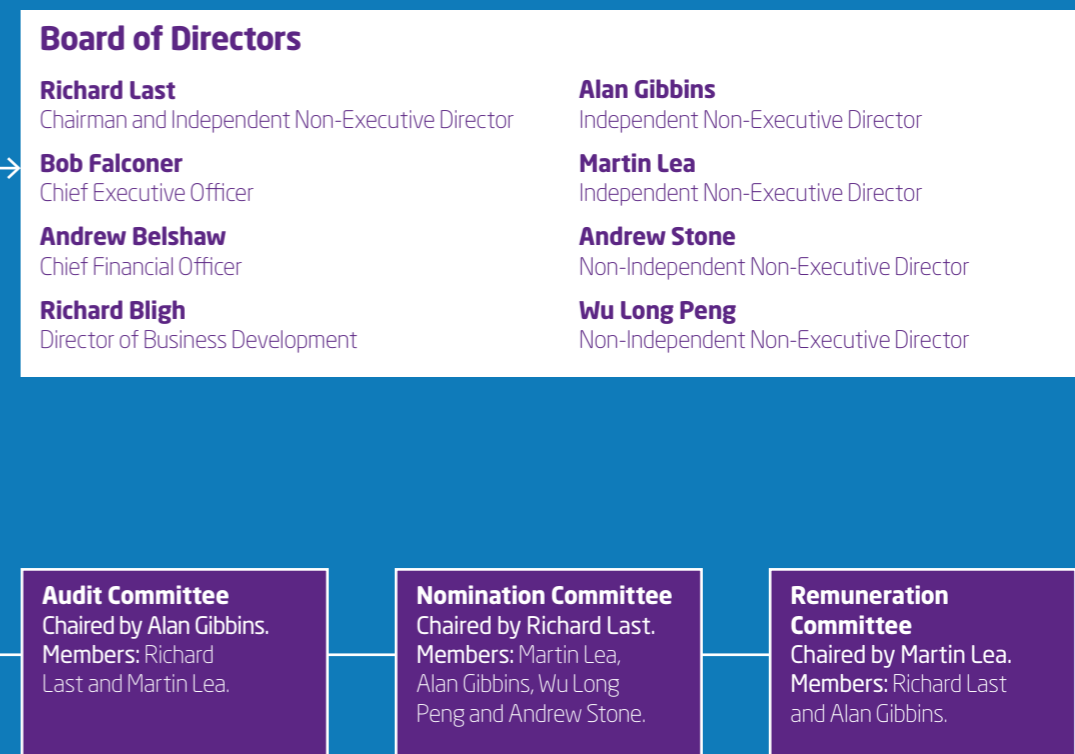 Board of Directors
Richard Last
Chairman and Independent Non-Executive Director
Bob Falconer
Chief Executive Officer
Andrew Belshaw
Chief Financial Officer
Richard Bligh
Director of Business Development
Alan Gibbins
Independent Non-Executive Director
Martin Lea
Independent Non-Executive Director
Andrew Stone
Non-Independent Non-Executive Director
Wu Long Peng
Non-Independent Non-Executive Director
Audit Committee
Chaired by Alan Gibbins.
Members: Richard
Last and Martin Lea.
Nomination Committee
Chaired by Richard Last.
Members: Martin Lea,
Alan Gibbins, Wu Long
Peng and Andrew Stone.
Remuneration
Committee
Chaired by Martin Lea.
Members: Richard Last
and Alan Gibbins.